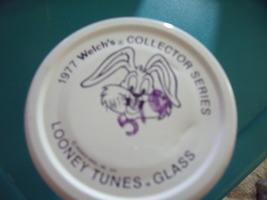 1977 Welch's® COLLECTOR SERIES
LOONEY TUNES • GLASS